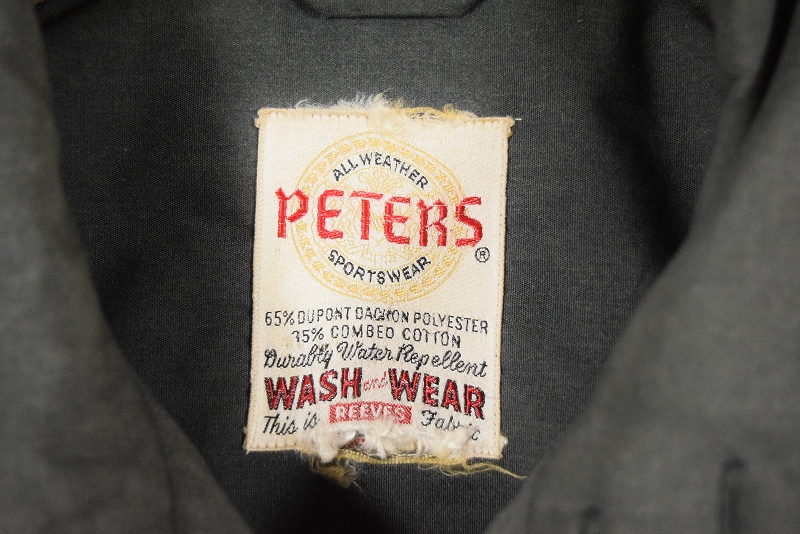 ALL WEATHER
PETERS ®
SPORTSWEAR
65% DUPONT DACRON POLYESTER
35% COMBED COTTON
Durably Water Repellent
WASH and WEAR
This is REEVES Fabric